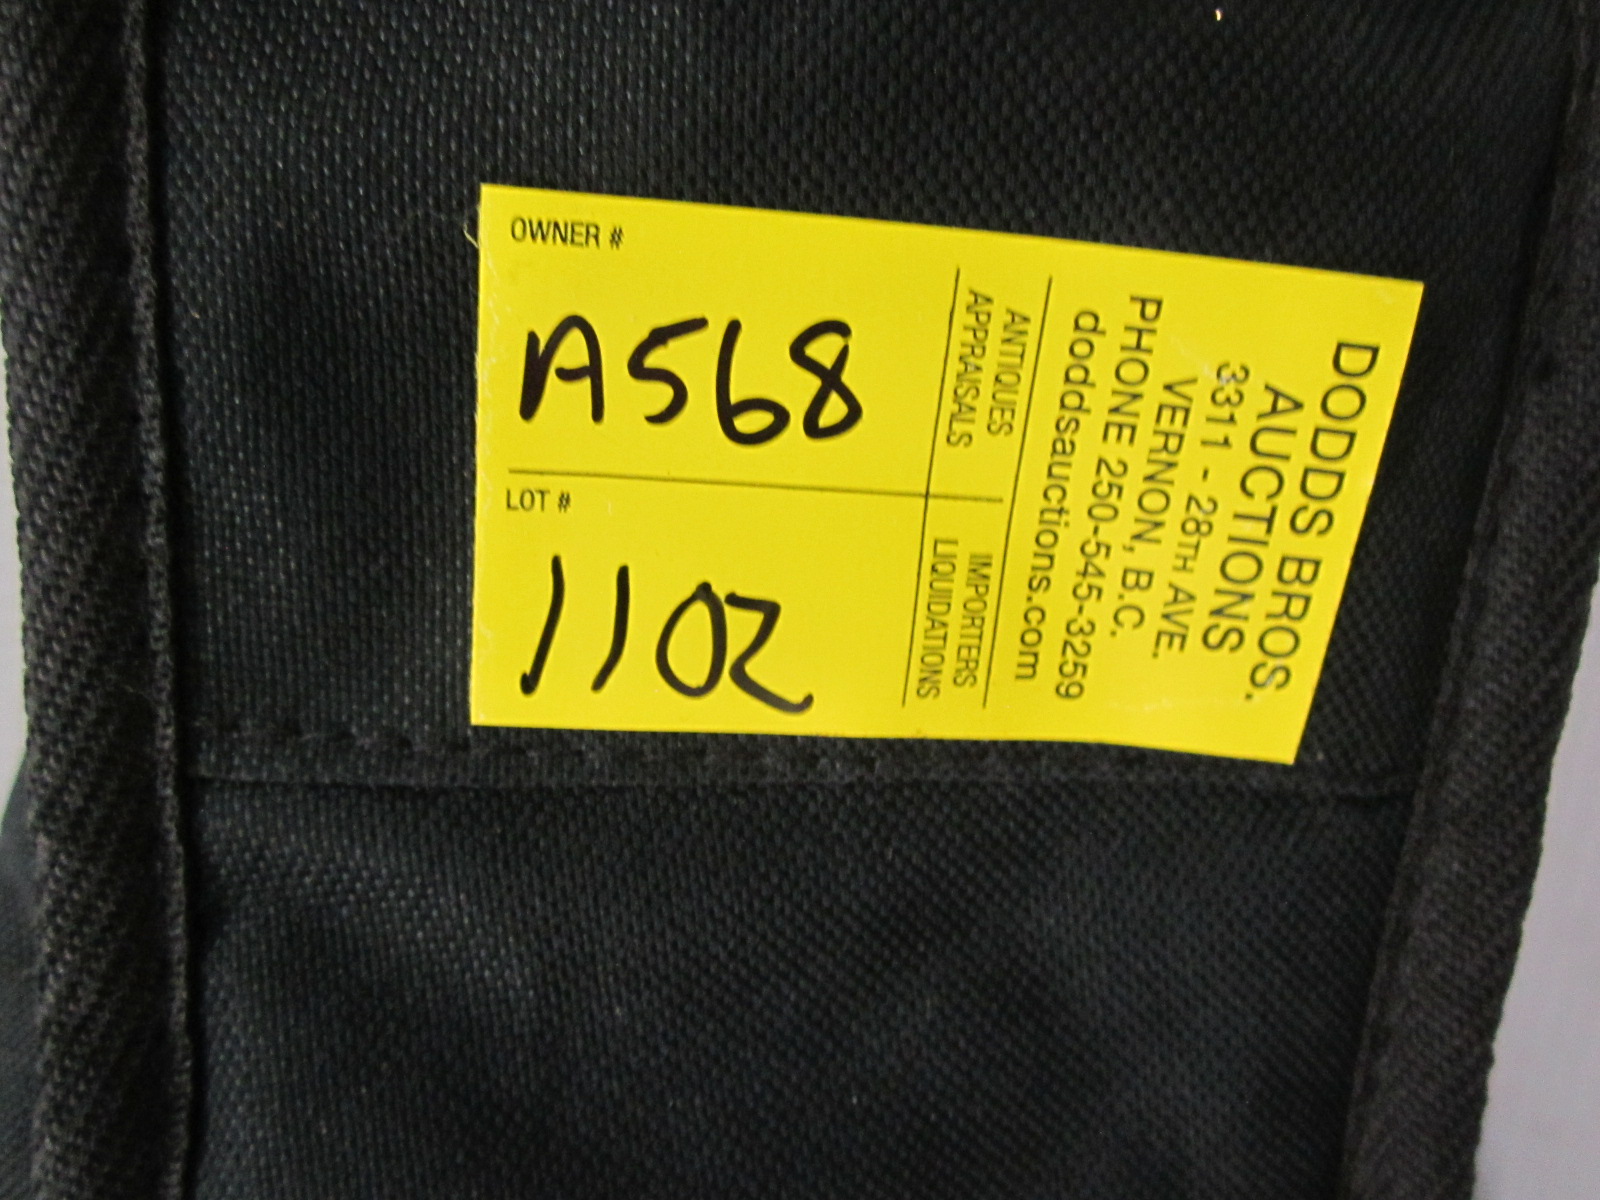 OWNER #
A568
LOT #
1102
DODDS BROS.
AUCTIONS
3311 - 28TH AVE.
VERNON, B.C.
PHONE 250-545-3259
doddsauctions.com
ANTIQUES
APPRAISALS
IMPORTERS
LIQUIDATIONS